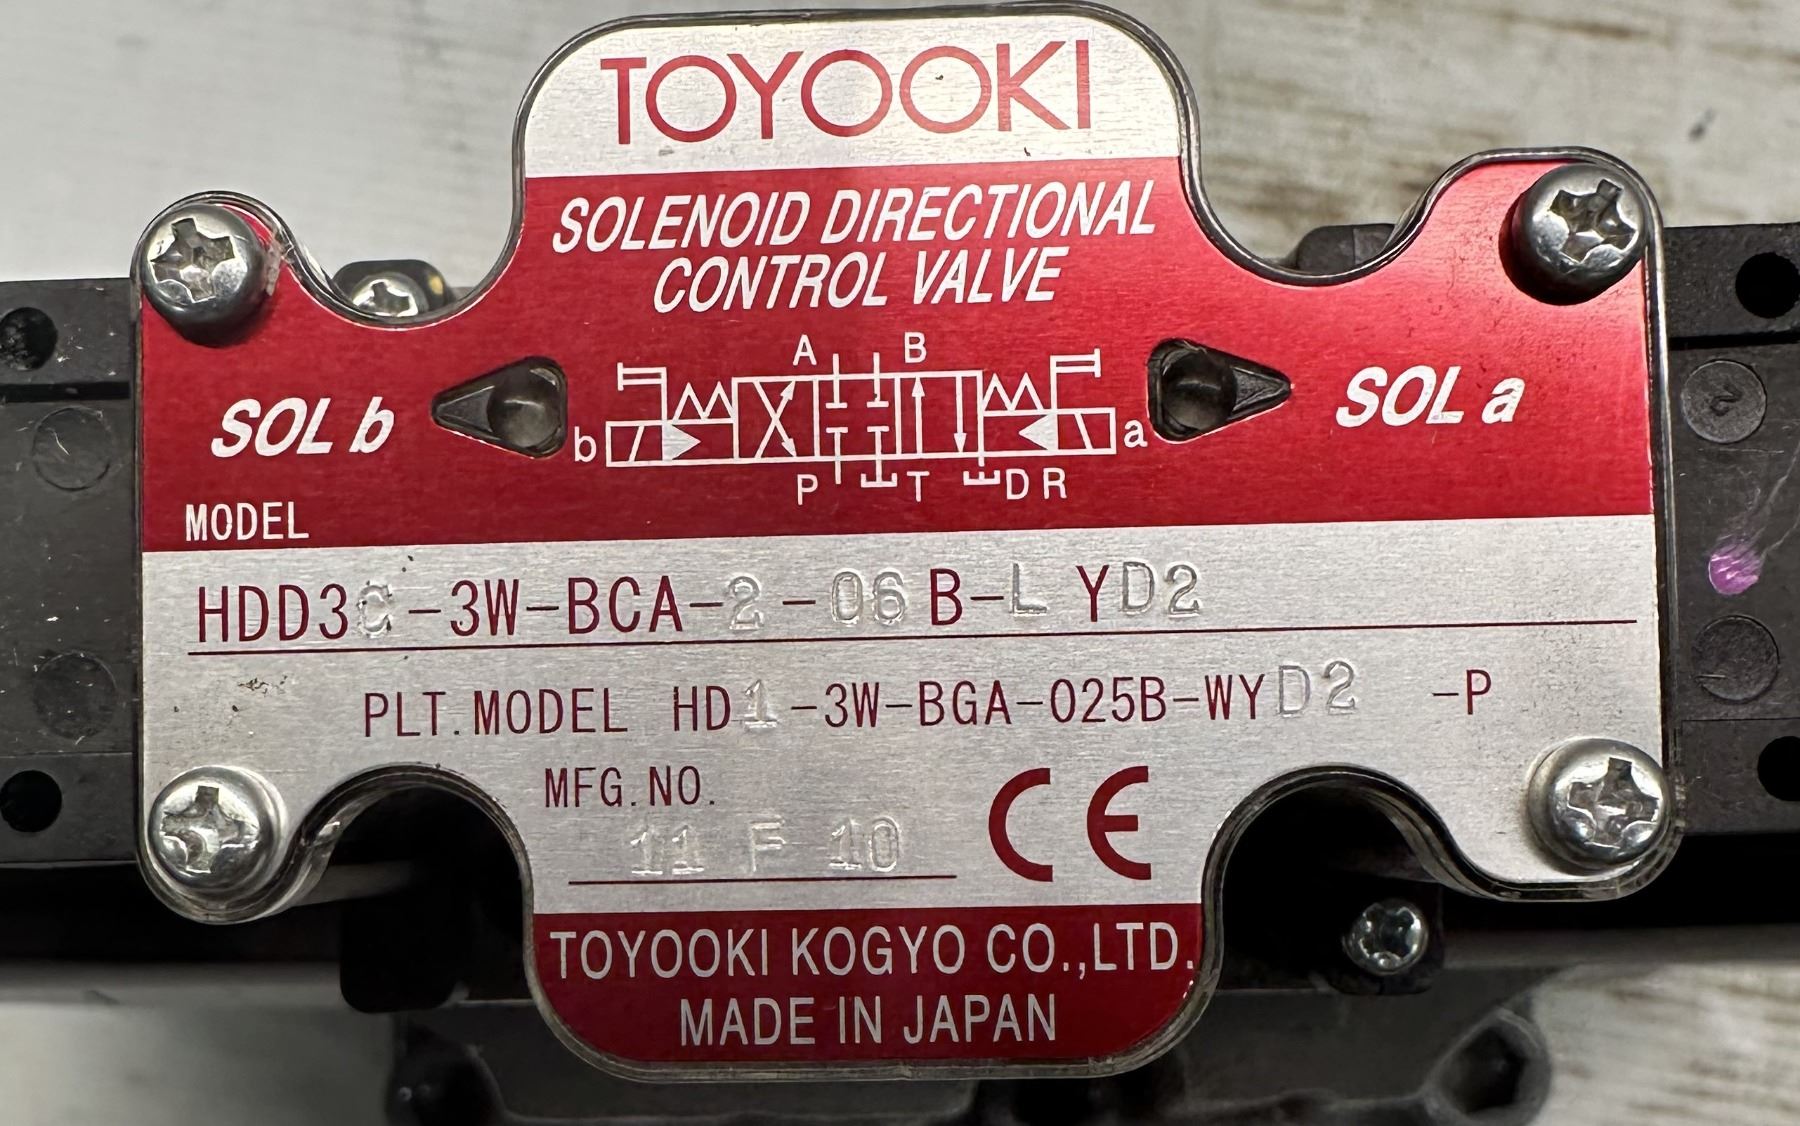 TOYOOKI
SOLENOID DIRECTIONAL
CONTROL VALVE
A B
SOL b
b
a
SOL a
P T DR
MODEL
HDD3C-3W-BCA-2-06B-LYD2
PLT.MODEL HD1-3W-BGA-025B-WYD2 -P
MFG.NO.
11 F 10
CE
TOYOOKI KOGYO CO.,LTD.
MADE IN JAPAN